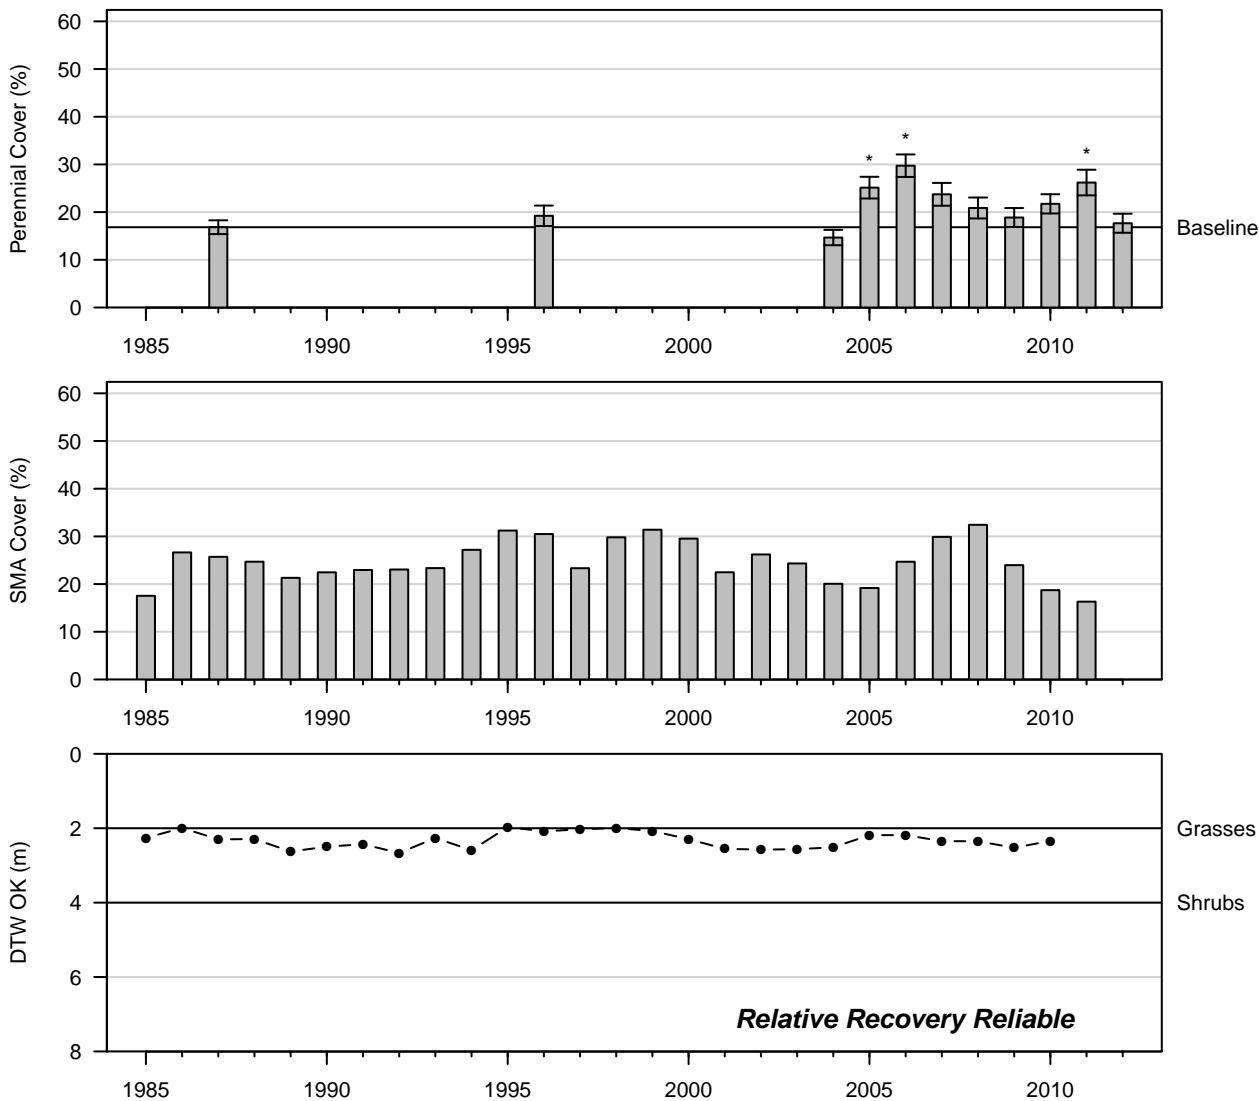 Perennial Cover (%)
60
50
40
30
20
10
0
* * *
Baseline
1985 1990 1995 2000 2005 2010
SMA Cover (%)
60
50
40
30
20
10
0
1985 1990 1995 2000 2005 2010
DTW OK (m)
0
2
4
6
8
Grasses
Shrubs
Relative Recovery Reliable
1985 1990 1995 2000 2005 2010